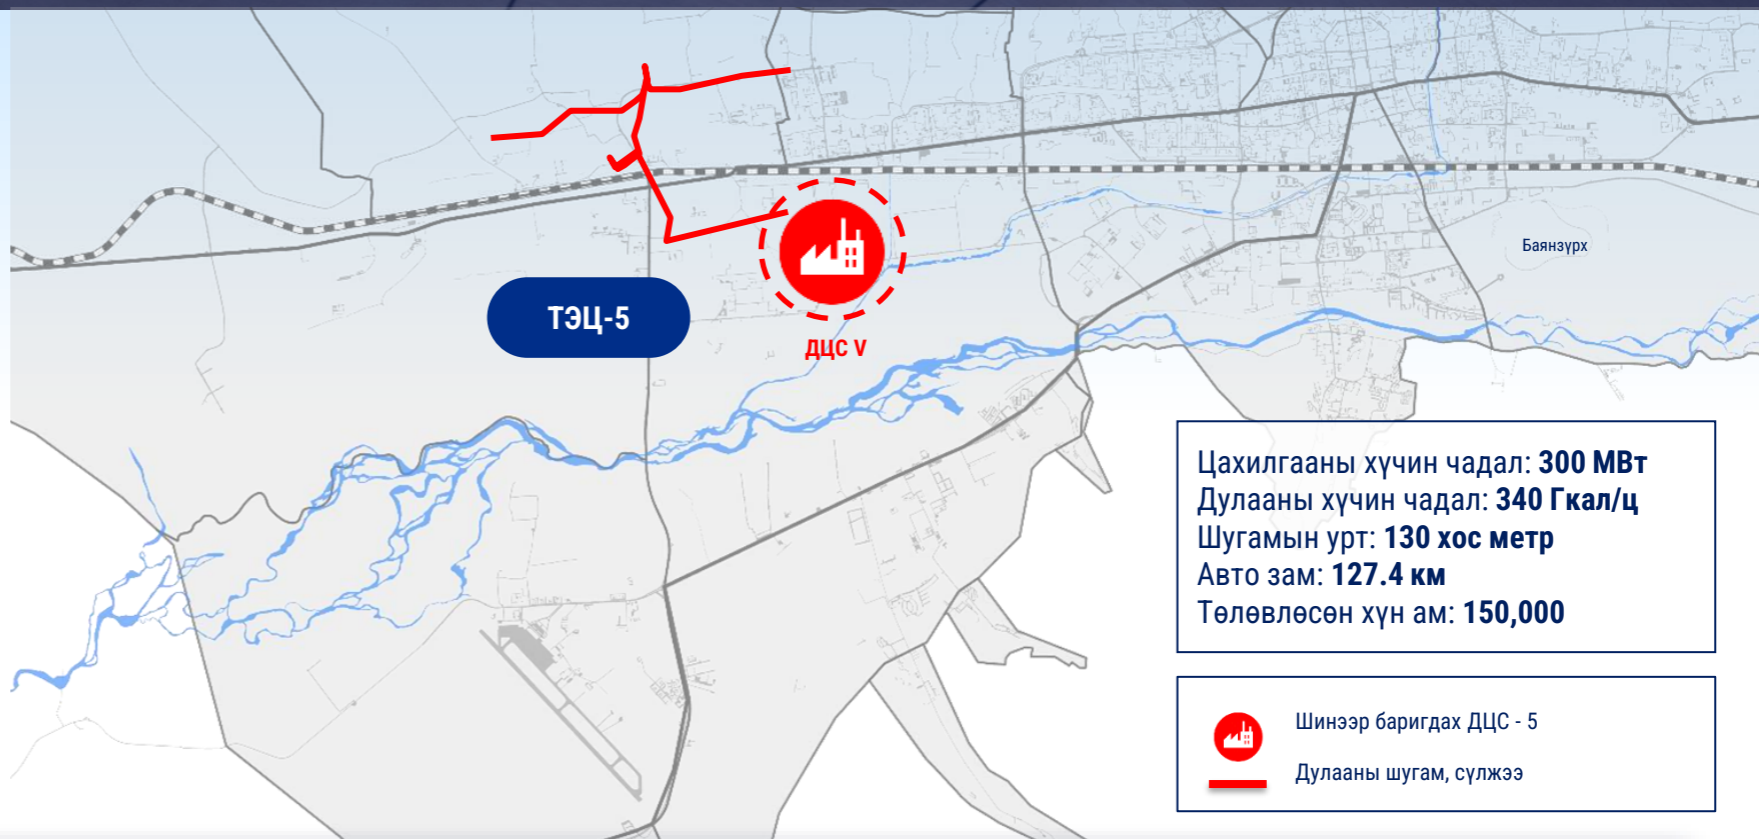 Баянзүрх
ТЭЦ-5
ДЦС V
Цахилгааны хүчин чадал: 300 МВт
Дулааны хүчин чадал: 340 Гкал/ц
Шугамын урт: 130 хос метр
Авто зам: 127.4 км
Төлөвлөсөн хүн ам: 150,000
Шинээр баригдах ДЦС - 5
Дулааны шугам, сүлжээ